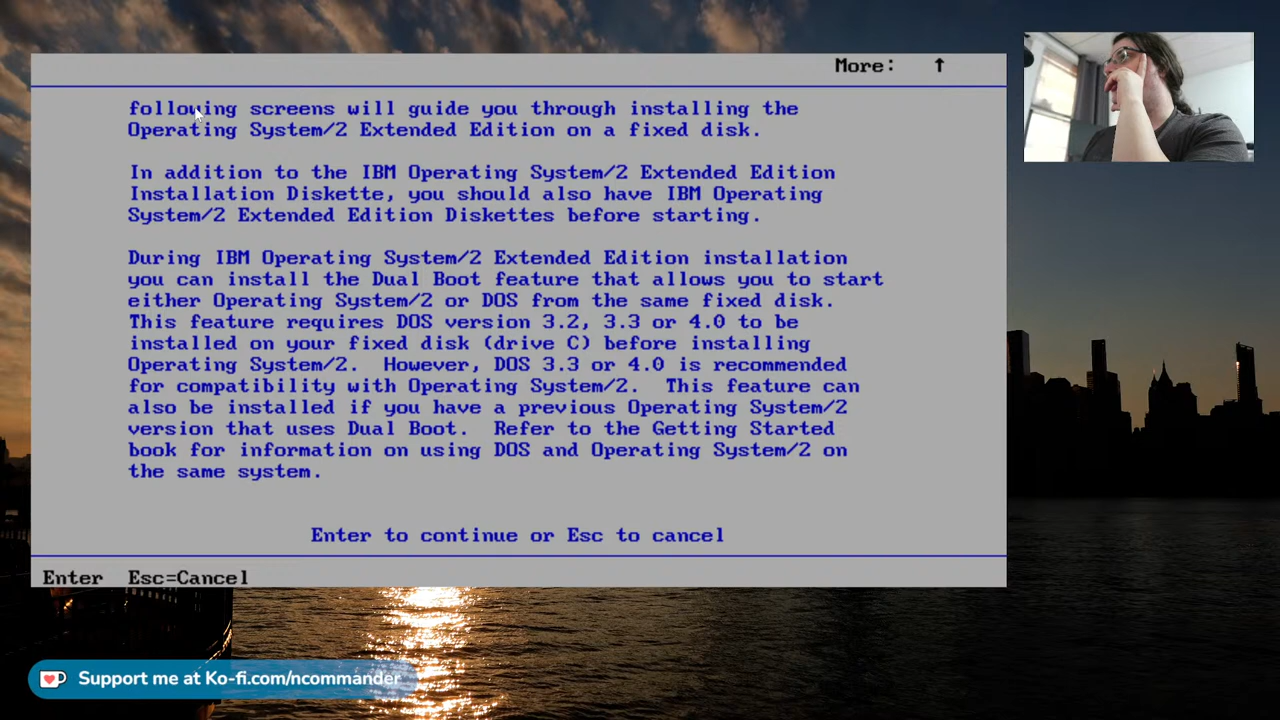 More: ↑
following screens will guide you through installing the
Operating System/2 Extended Edition on a fixed disk.
In addition to the IBM Operating System/2 Extended Edition
Installation Diskette, you should also have IBM Operating
System/2 Extended Edition Diskettes before starting.
During IBM Operating System/2 Extended Edition installation
you can install the Dual Boot feature that allows you to start
either Operating System/2 or DOS from the same fixed disk.
This feature requires DOS version 3.2, 3.3 or 4.0 to be
installed on your fixed disk (drive C) before installing
Operating System/2.  However, DOS 3.3 or 4.0 is recommended
for compatibility with Operating System/2.  This feature can
also be installed if you have a previous Operating System/2
version that uses Dual Boot.  Refer to the Getting Started
book for information on using DOS and Operating System/2 on
the same system.
Enter to continue or Esc to cancel
Enter  Esc=Cancel
Support me at Ko-fi.com/ncommander